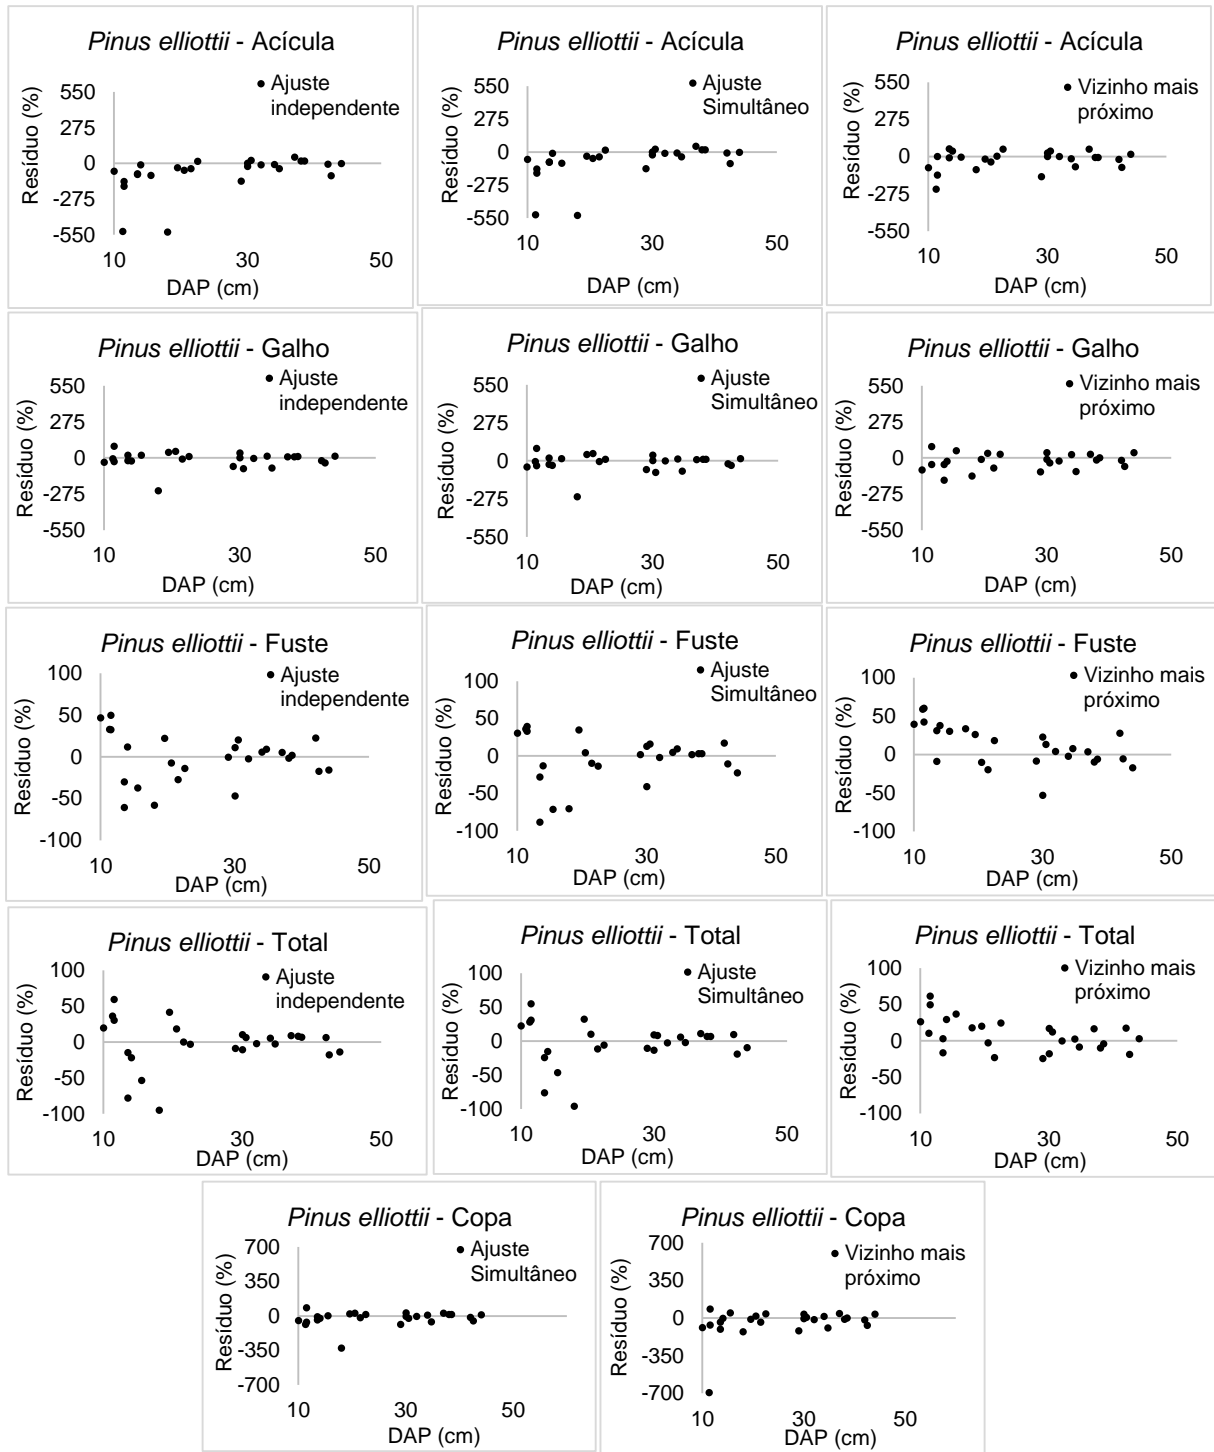 Pinus elliottii - Acícula
Ajuste
independente
Resíduo (%)
550
275
0
-275
-550
10
30
50
DAP (cm)
Pinus elliottii - Acícula
Ajuste
Simultâneo
Resíduo (%)
550
275
0
-275
-550
10
30
50
DAP (cm)
Pinus elliottii - Acícula
Vizinho mais
próximo
Resíduo (%)
550
275
0
-275
-550
10
30
50
DAP (cm)
Pinus elliottii - Galho
Ajuste
independente
Resíduo (%)
550
275
0
-275
-550
10
30
50
DAP (cm)
Pinus elliottii - Galho
Ajuste
Simultâneo
Resíduo (%)
550
275
0
-275
-550
10
30
50
DAP (cm)
Pinus elliottii - Galho
Vizinho mais
próximo
Resíduo (%)
550
275
0
-275
-550
10
30
50
DAP (cm)
Pinus elliottii - Fuste
Ajuste
independente
Resíduo (%)
100
50
0
-50
-100
10
30
50
DAP (cm)
Pinus elliottii - Fuste
Ajuste
Simultâneo
Resíduo (%)
100
50
0
-50
-100
10
30
50
DAP (cm)
Pinus elliottii - Fuste
Vizinho mais
próximo
Resíduo (%)
100
50
0
-50
-100
10
30
50
DAP (cm)
Pinus elliottii - Total
Ajuste
independente
Resíduo (%)
100
50
0
-50
-100
10
30
50
DAP (cm)
Pinus elliottii - Total
Ajuste
Simultâneo
Resíduo (%)
100
50
0
-50
-100
10
30
50
DAP (cm)
Pinus elliottii - Total
Vizinho mais
próximo
Resíduo (%)
100
50
0
-50
-100
10
30
50
DAP (cm)
Pinus elliottii - Copa
Ajuste
Simultâneo
Resíduo (%)
700
350
0
-350
-700
10
30
50
DAP (cm)
Pinus elliottii - Copa
Vizinho mais
próximo
Resíduo (%)
700
350
0
-350
-700
10
30
50
DAP (cm)